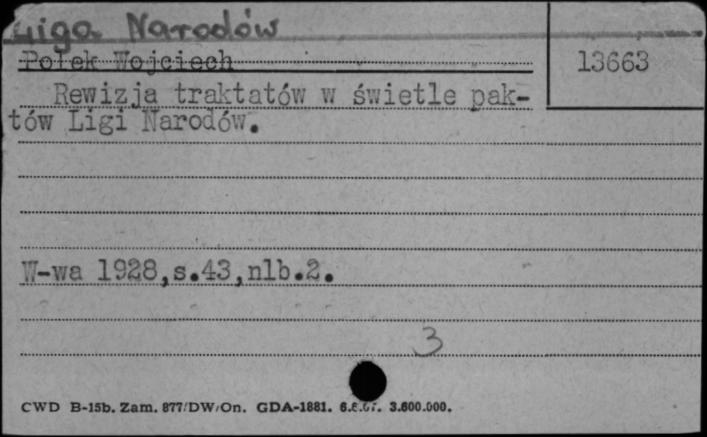 Liga Narodów
Połek Wojciech
13663
Rewizja traktatów w świetle pak-
tów Ligi Narodów.
W-wa 1928,s.43,nlb.2.
3
CWD B-15b. Zam. 877/DW/On. GDA-1881. 3.600.000.